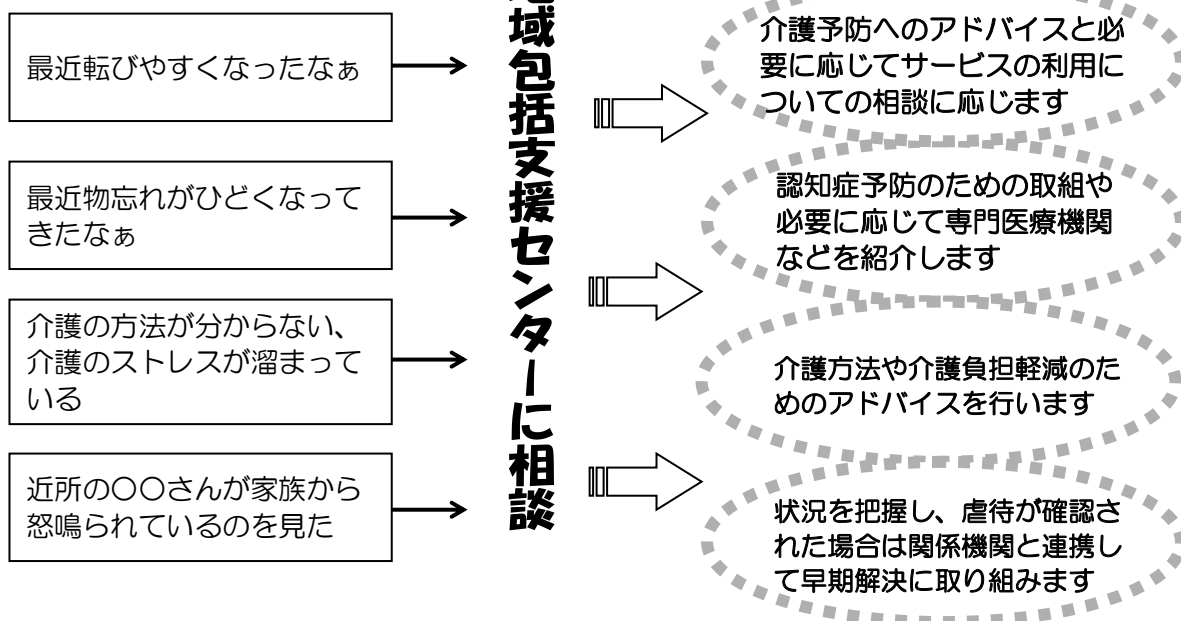 最近転びやすくなったなぁ
最近物忘れがひどくなって
きたなぁ
介護の方法が分からない、
介護のストレスが溜まって
いる
近所の〇〇さんが家族から
怒鳴られているのを見た
域包括支援センターに相談
介護予防へのアドバイスと必
要に応じてサービスの利用に
ついての相談に応じます
認知症予防のための取組や
必要に応じて専門医療機関
などを紹介します
介護方法や介護負担軽減のた
めのアドバイスを行います
状況を把握し、虐待が確認さ
れた場合は関係機関と連携し
て早期解決に取り組みます